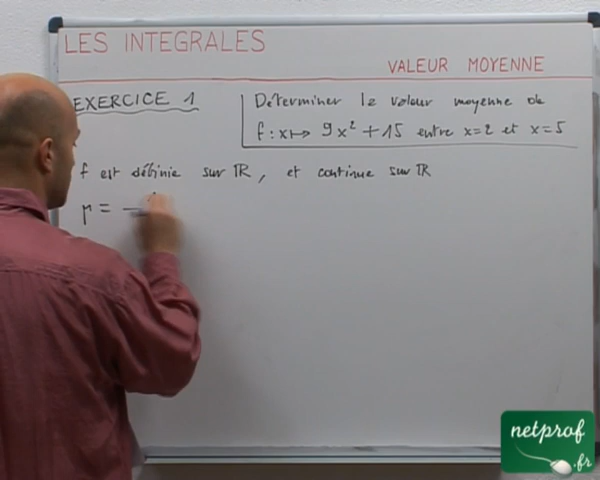 LES INTEGRALES
VALEUR MOYENNE
EXERCICE 1
Déterminer la valeur moyenne de
f : x ↦ 9x² + 15 entre x=2 et x=5
f est définie sur ℝ, et continue sur ℝ
μ =
netprof
.fr